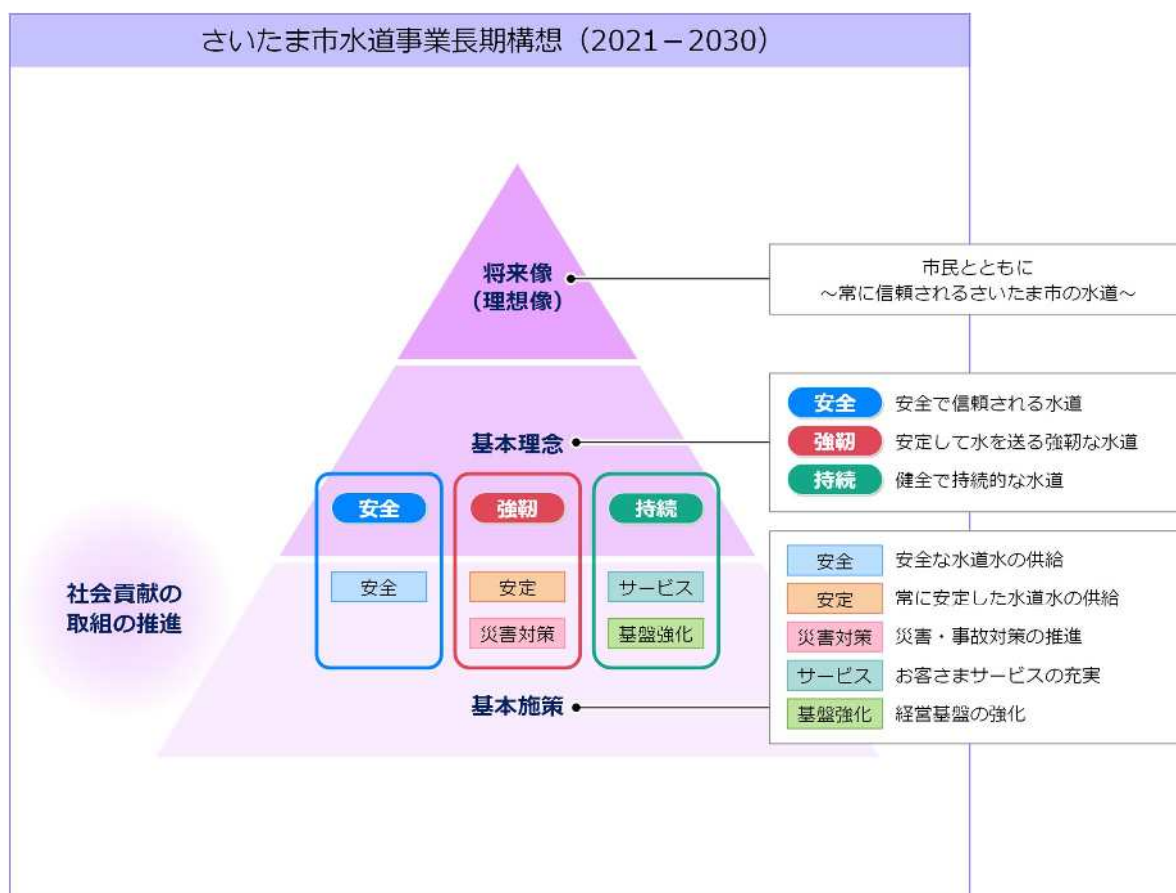 さいたま市水道事業長期構想（2021－2030）
将来像
(理想像)
市民とともに
～常に信頼されるさいたま市の水道～
基本理念
安全 安全で信頼される水道
強靭 安定して水を送る強靭な水道
持続 健全で持続的な水道
安全 強靭 持続
社会貢献の
取組の推進
安全 安定 サービス
災害対策 基盤強化
基本施策
安全 安全な水道水の供給
安定 常に安定した水道水の供給
災害対策 災害・事故対策の推進
サービス お客さまサービスの充実
基盤強化 経営基盤の強化